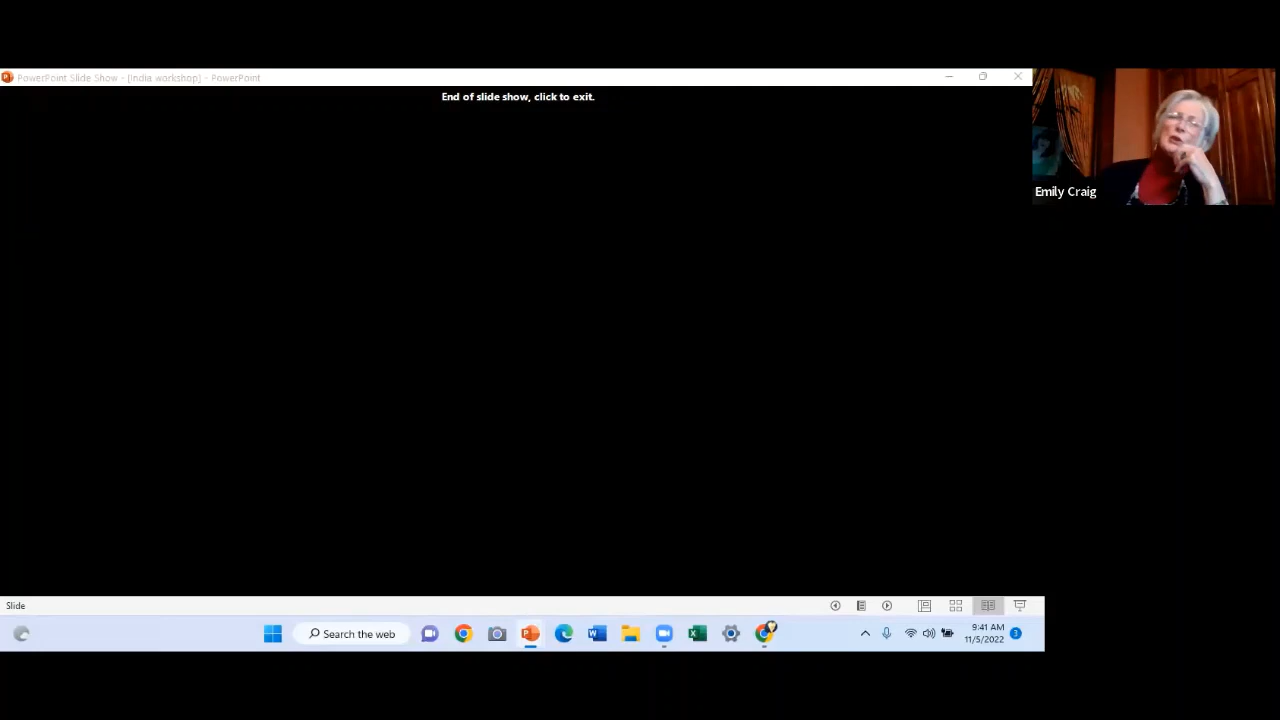 PowerPoint Slide Show - [India workshop] - PowerPoint
End of slide show, click to exit.
Emily Craig
Slide
Search the web
9:41 AM
11/5/2022
3